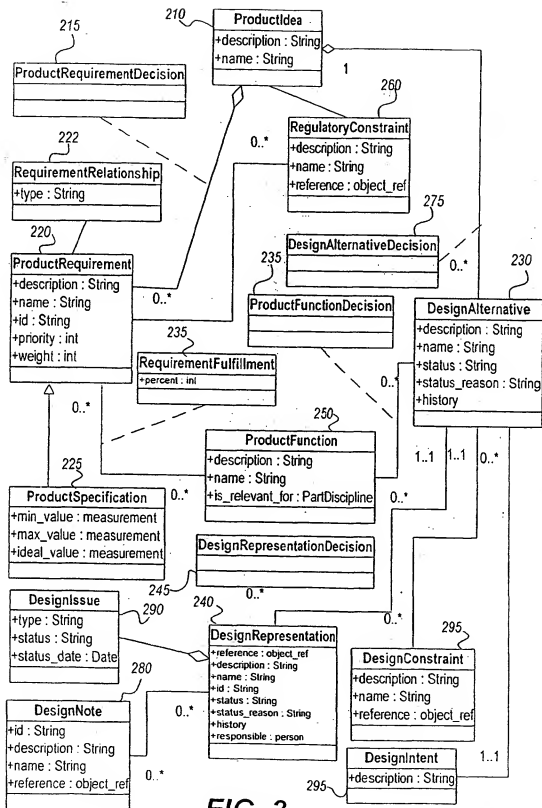 210
ProductIdea
+description : String
+name : String
1
215
ProductRequirementDecision
260
RegulatoryConstraint
+description : String
+name : String
+reference : object_ref
0..*
222
RequirementRelationship
+type : String
275
DesignAlternativeDecision
0..*
220
ProductRequirement
+description : String
+name : String
+id : String
+priority : int
+weight : int
0..*
235
ProductFunctionDecision
230
DesignAlternative
+description : String
+name : String
+status : String
+status_reason : String
+history
235
RequirementFulfillment
+percent : int
0..*
250
ProductFunction
+description : String
+name : String
+is_relevant_for : PartDiscipline
0..*
0..*
1..1
1..1
0..*
225
ProductSpecification
+min_value : measurement
+max_value : measurement
+ideal_value : measurement
DesignRepresentationDecision
245
0..*
290
DesignIssue
+type : String
+status : String
+status_date : Date
240
DesignRepresentation
+reference : object_ref
+description : String
+name : String
+id : String
+status : String
+status_reason : String
+history
+responsible : person
0..*
0..*
295
DesignConstraint
+description : String
+name : String
+reference : object_ref
280
DesignNote
+id : String
+description : String
+name : String
+reference : object_ref
0..*
DesignIntent
+description : String
295
1..1
FIG. 2